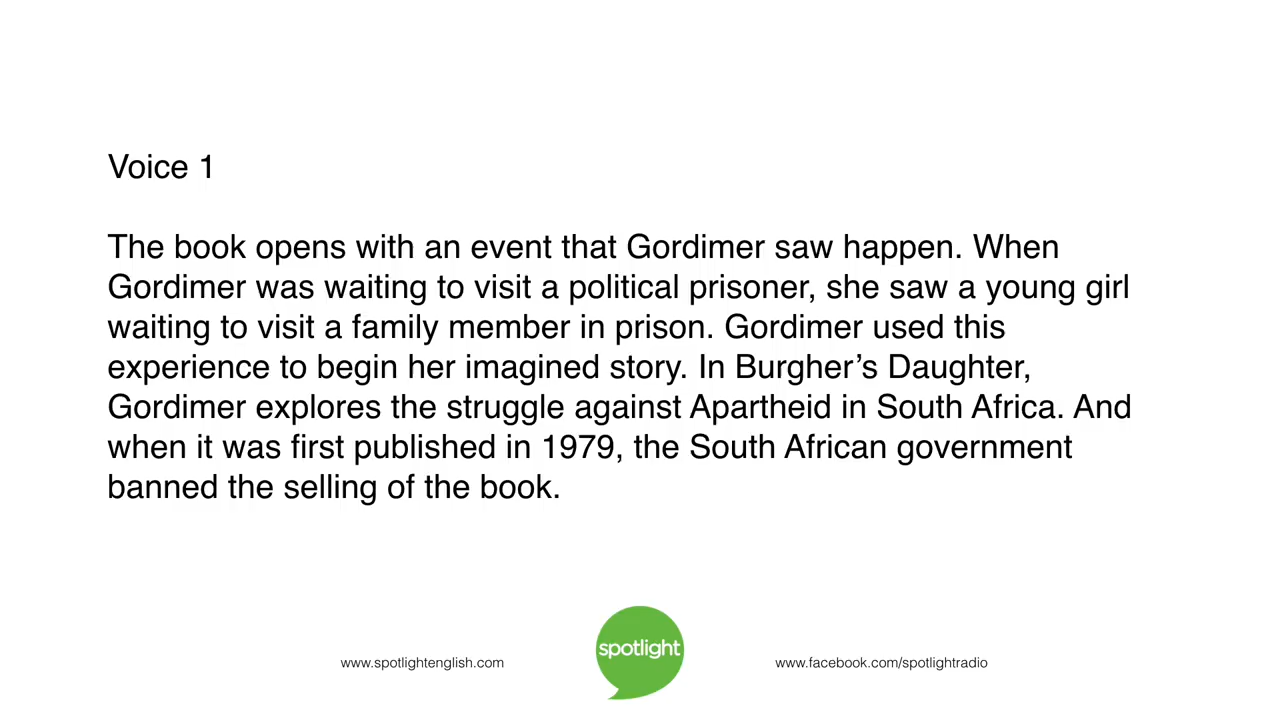 Voice 1
The book opens with an event that Gordimer saw happen. When
Gordimer was waiting to visit a political prisoner, she saw a young girl
waiting to visit a family member in prison. Gordimer used this
experience to begin her imagined story. In Burgher’s Daughter,
Gordimer explores the struggle against Apartheid in South Africa. And
when it was first published in 1979, the South African government
banned the selling of the book.
www.spotlightenglish.com
spotlight
www.facebook.com/spotlightradio